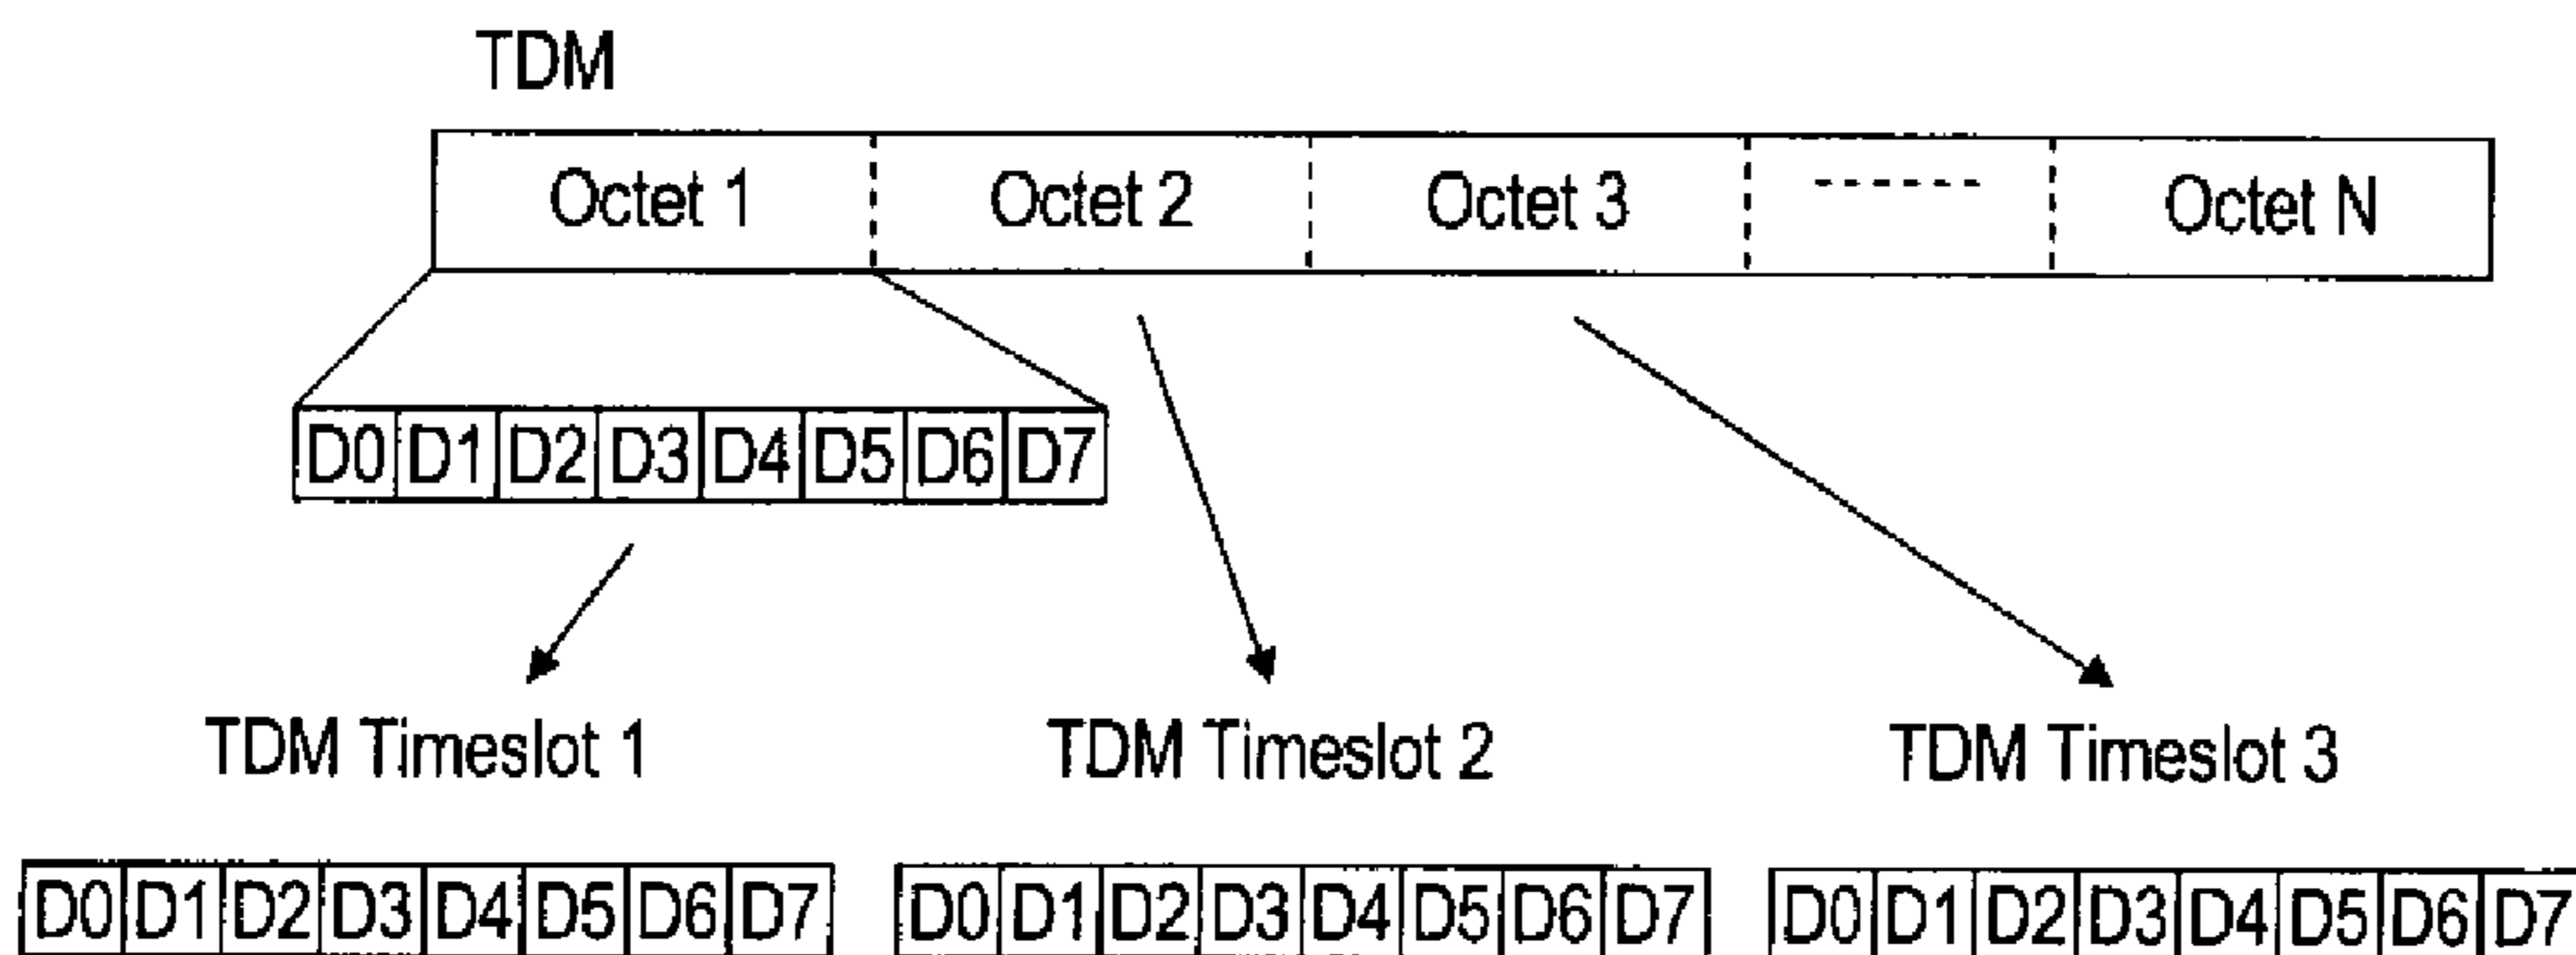 TDM
Octet 1 Octet 2 Octet 3 Octet N
D0 D1 D2 D3 D4 D5 D6 D7
TDM Timeslot 1 TDM Timeslot 2 TDM Timeslot 3
D0 D1 D2 D3 D4 D5 D6 D7 D0 D1 D2 D3 D4 D5 D6 D7 D0 D1 D2 D3 D4 D5 D6 D7